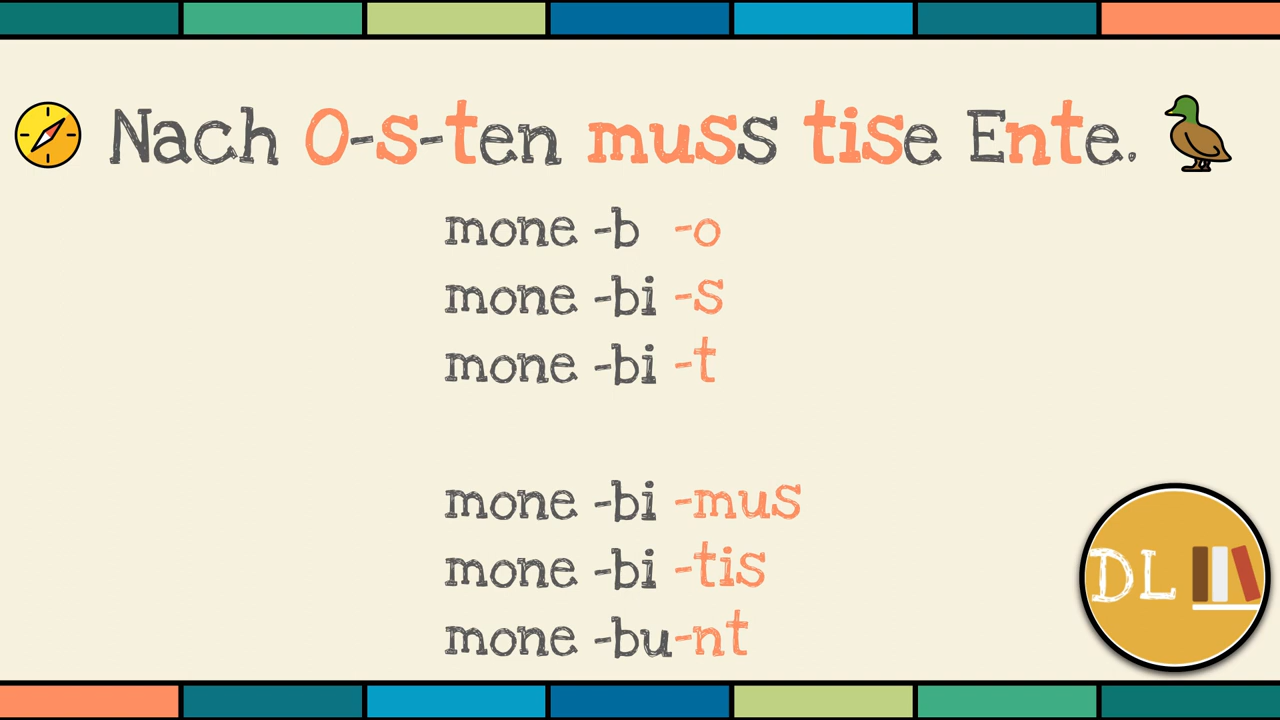 Nach O-s-ten muss tise Ente.
mone -b -o
mone -bi -s
mone -bi -t
mone -bi -mus
mone -bi -tis
mone -bu-nt
DL